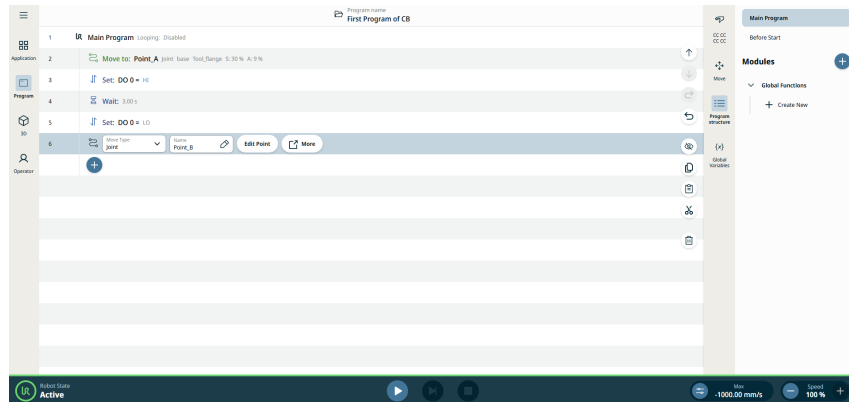 Program name
First Program of CB
Application
Program
3D
Operator
1 Main Program Looping: Disabled
2 Move to: Point_A Joint base Tool_flange S: 30 % A: 9 %
3 Set: DO 0 = HI
4 Wait: 3.00 s
5 Set: DO 0 = LO
6 Move Type Joint Name Point_B Edit Point More
CC CC
CC CC
Move
Program structure
{x}
Global Variables
Main Program
Before Start
Modules
Global Functions
Create New
Robot State
Active
Max
-1000.00 mm/s
Speed
100 %